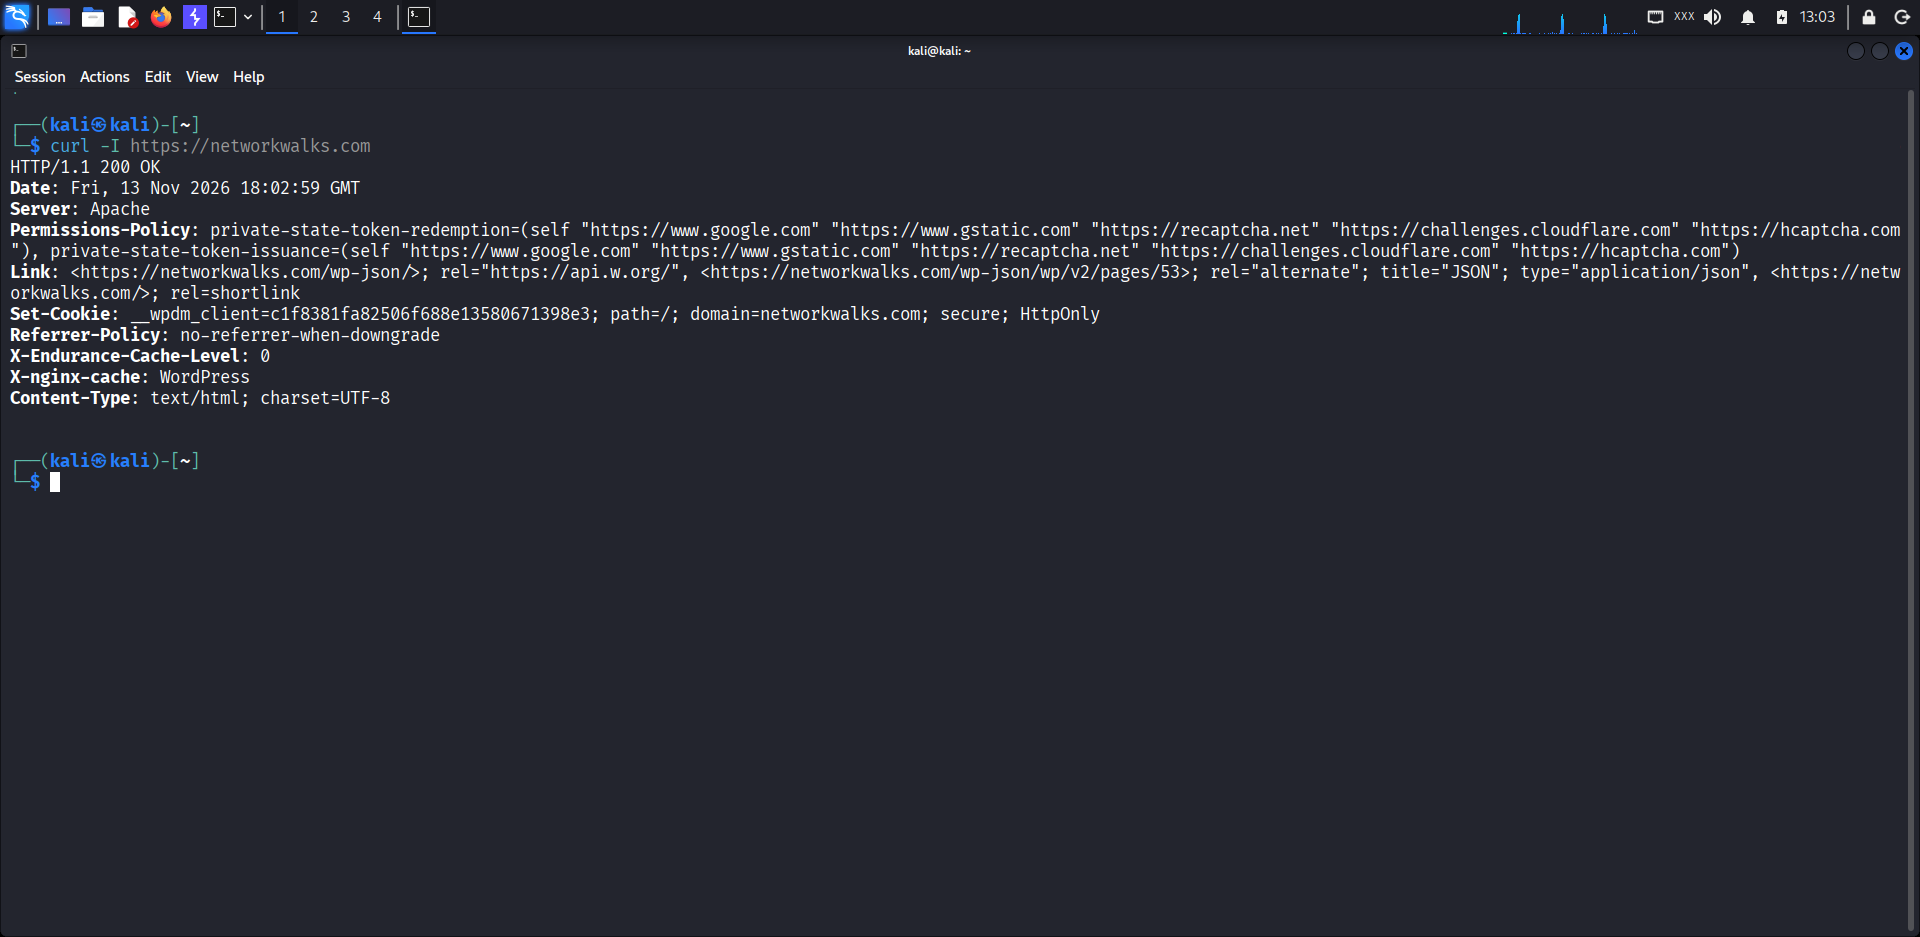 1 2 3 4 XXX 13:03
kali@kali: ~
Session Actions Edit View Help
┌──(kali㉿kali)-[~]
└─$ curl -I https://networkwalks.com
HTTP/1.1 200 OK
Date: Fri, 13 Nov 2026 18:02:59 GMT
Server: Apache
Permissions-Policy: private-state-token-redemption=(self "https://www.google.com" "https://www.gstatic.com" "https://recaptcha.net" "https://challenges.cloudflare.com" "https://hcaptcha.com
"), private-state-token-issuance=(self "https://www.google.com" "https://www.gstatic.com" "https://recaptcha.net" "https://challenges.cloudflare.com" "https://hcaptcha.com")
Link: <https://networkwalks.com/wp-json/>; rel="https://api.w.org/", <https://networkwalks.com/wp-json/wp/v2/pages/53>; rel="alternate"; title="JSON"; type="application/json", <https://netw
orkwalks.com/>; rel=shortlink
Set-Cookie: __wpdm_client=c1f8381fa82506f688e13580671398e3; path=/; domain=networkwalks.com; secure; HttpOnly
Referrer-Policy: no-referrer-when-downgrade
X-Endurance-Cache-Level: 0
X-nginx-cache: WordPress
Content-Type: text/html; charset=UTF-8
┌──(kali㉿kali)-[~]
└─$